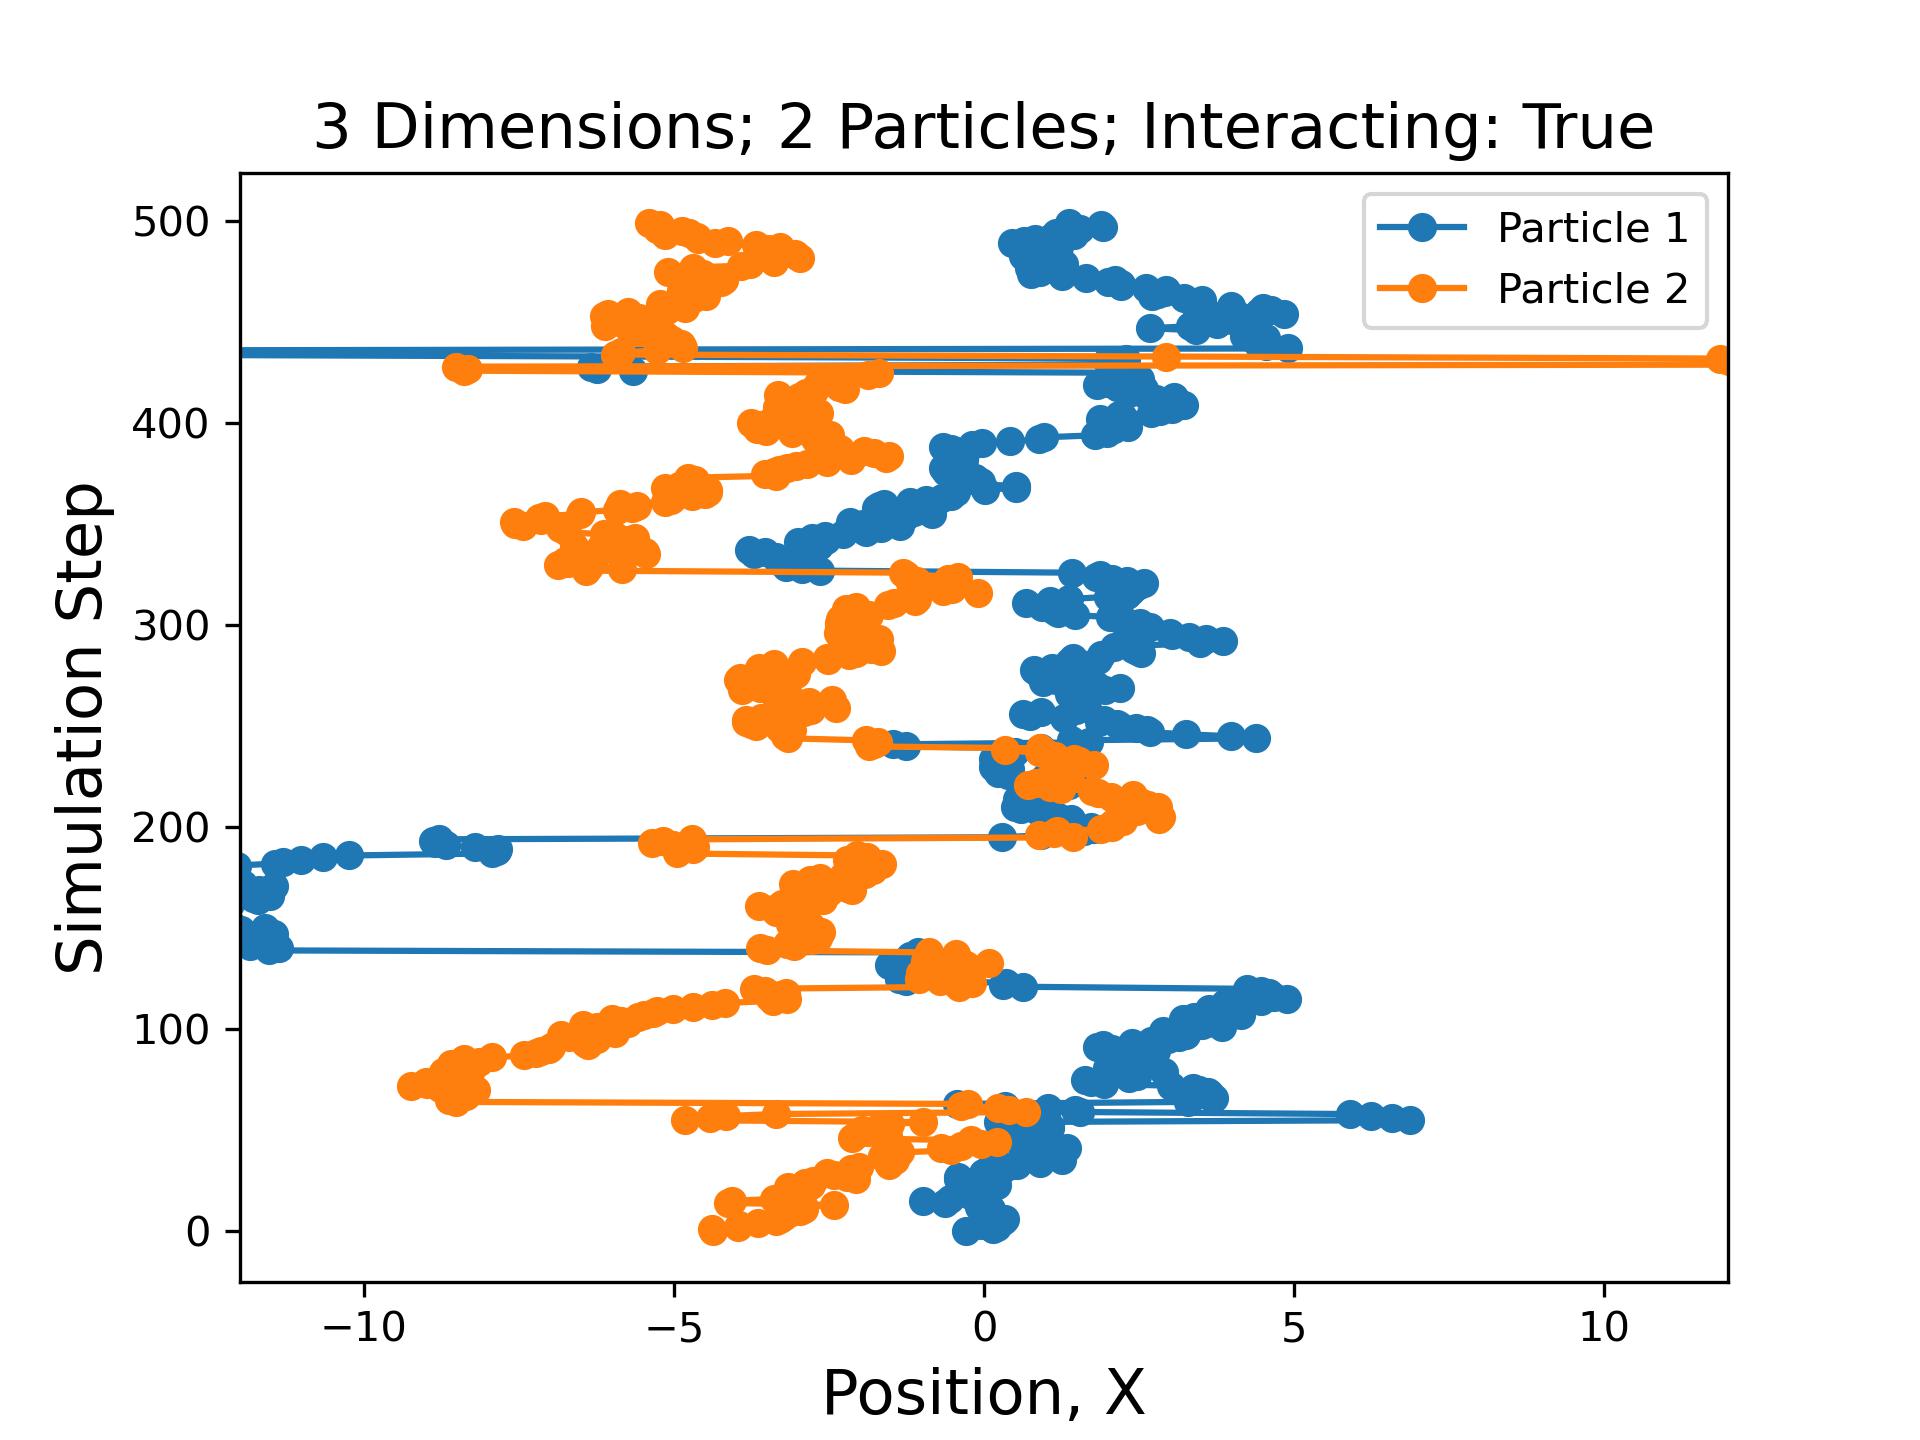 3 Dimensions; 2 Particles; Interacting: True
Particle 1
Particle 2
Simulation Step
500
400
300
200
100
0
−10
−5
0
5
10
Position, X